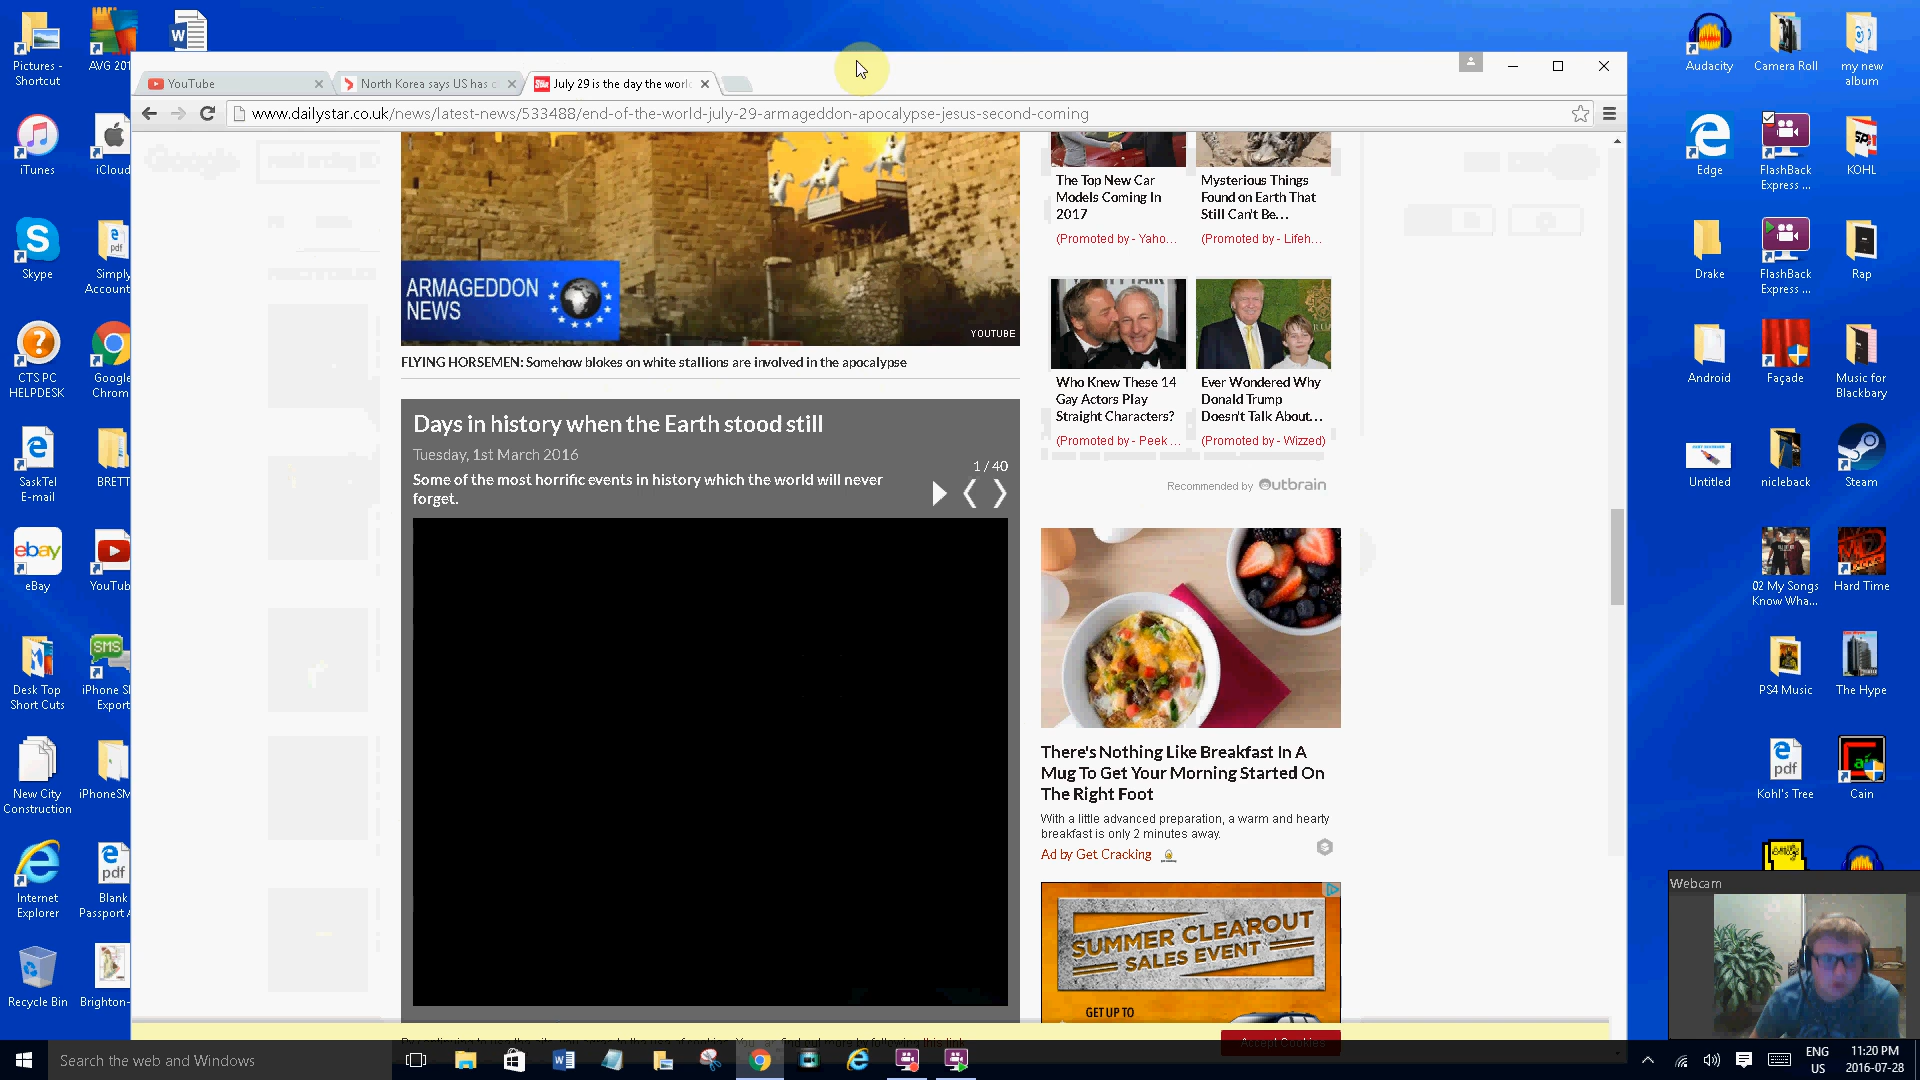 Pictures -
Shortcut
AVG 201
iTunes
iCloud
Skype
Simply
Account
CTS PC
HELPDESK
Google
Chrom
SaskTel
E-mail
BRETT
eBay
YouTub
Desk Top
Short Cuts
SMS
iPhone S
Export
New City
Construction
iPhoneSM
Internet
Explorer
Blank
Passport A
Recycle Bin
Brighton-
YouTube
North Korea says US has c
July 29 is the day the worl
www.dailystar.co.uk/news/latest-news/533488/end-of-the-world-july-29-armageddon-apocalypse-jesus-second-coming
ARMAGEDDON
NEWS
YOUTUBE
FLYING HORSEMEN: Somehow blokes on white stallions are involved in the apocalypse
Days in history when the Earth stood still
Tuesday, 1st March 2016
1 / 40
Some of the most horrific events in history which the world will never
forget.
The Top New Car
Models Coming In
2017
(Promoted by - Yaho...
Mysterious Things
Found on Earth That
Still Can't Be...
(Promoted by - Lifeh...
Who Knew These 14
Gay Actors Play
Straight Characters?
(Promoted by - Peek ...
Ever Wondered Why
Donald Trump
Doesn't Talk About...
(Promoted by - Wizzed)
Recommended by Outbrain
There's Nothing Like Breakfast In A
Mug To Get Your Morning Started On
The Right Foot
With a little advanced preparation, a warm and hearty
breakfast is only 2 minutes away.
Ad by Get Cracking
SUMMER CLEAROUT
SALES EVENT
GET UP TO
Accept Cookies
Audacity
Camera Roll
my new
album
Edge
FlashBack
Express ...
KOHL
Drake
FlashBack
Express ...
Rap
Android
Façade
Music for
Blackbary
Untitled
nicleback
Steam
02 My Songs
Know Wha...
Hard Time
PS4 Music
The Hype
pdf
Kohl's Tree
Cain
Webcam
Search the web and Windows
ENG
US
11:20 PM
2016-07-28